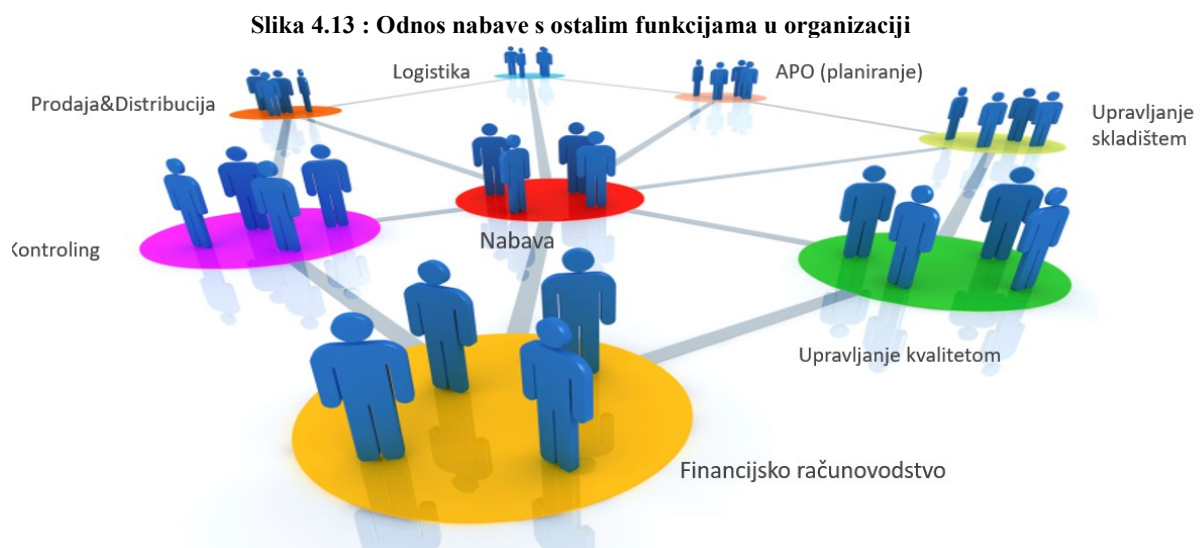 Slika 4.13 : Odnos nabave s ostalim funkcijama u organizaciji
Logistika
APO (planiranje)
Prodaja&Distribucija
Upravljanje
skladištem
Nabava
Kontroling
Upravljanje kvalitetom
Financijsko računovodstvo